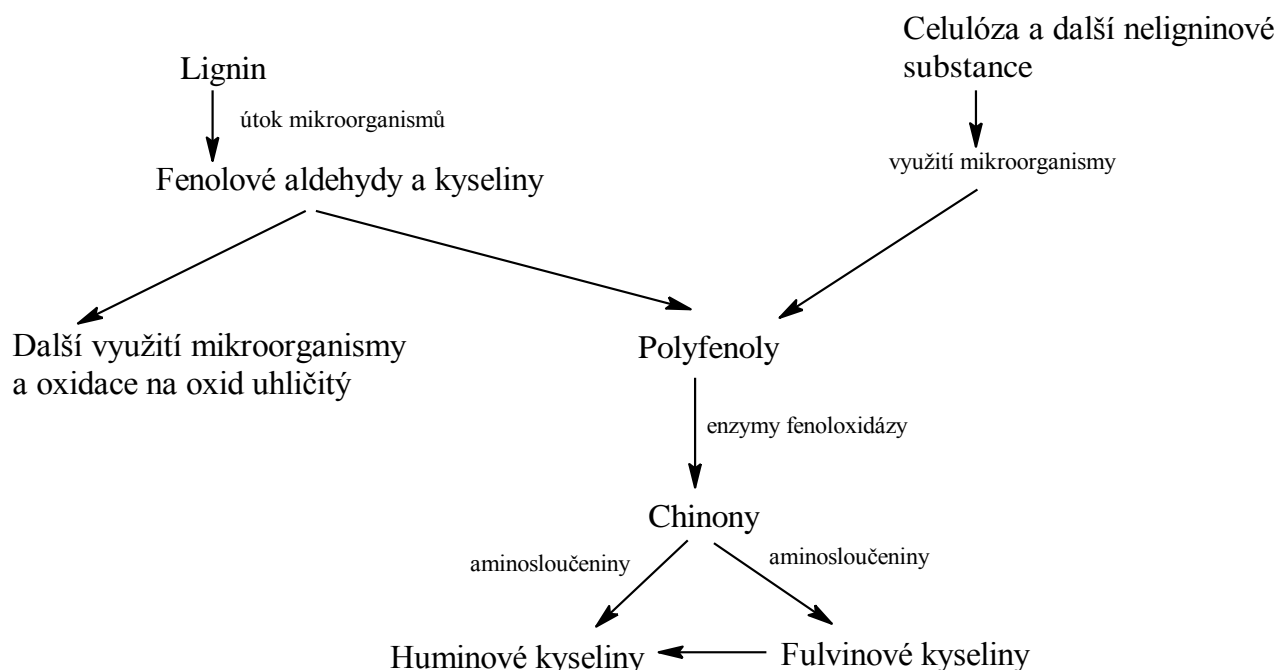 Celulóza a další neligninové
substance
Lignin
útok mikroorganismů
využití mikroorganismy
Fenolové aldehydy a kyseliny
Další využití mikroorganismy
a oxidace na oxid uhličitý
Polyfenoly
enzymy fenoloxidázy
Chinony
aminosloučeniny
aminosloučeniny
Huminové kyseliny
Fulvinové kyseliny